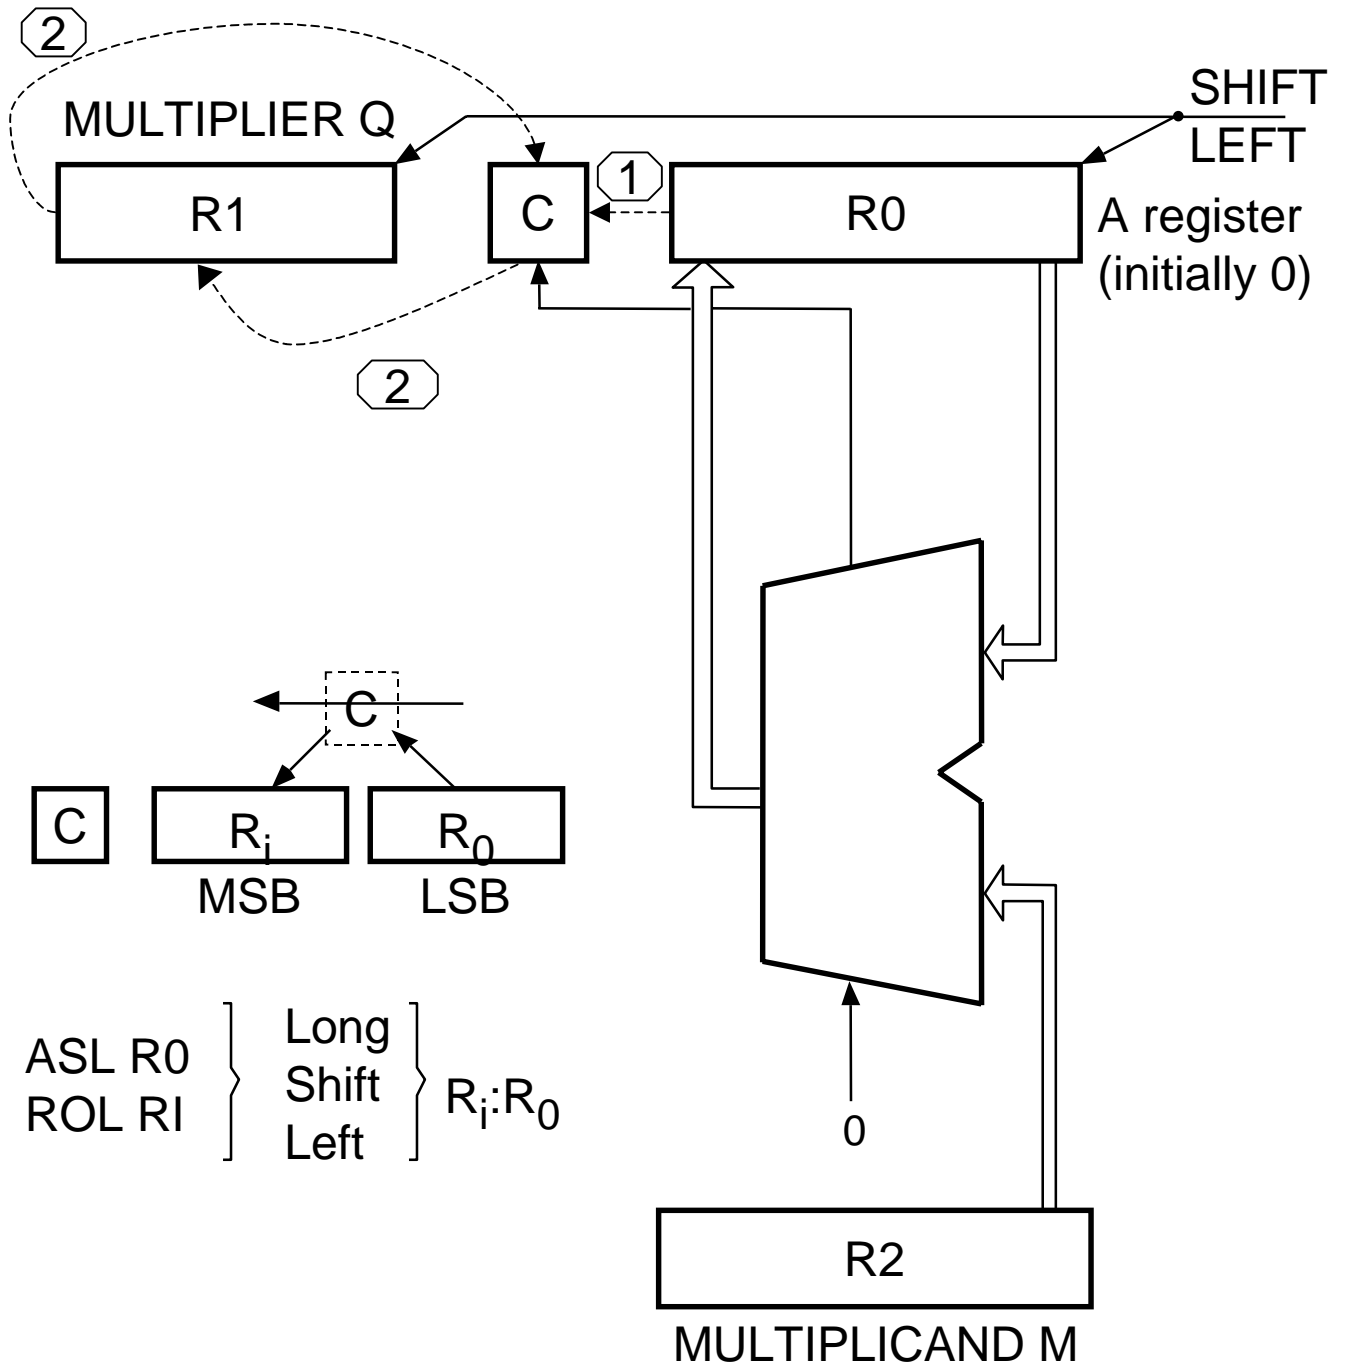 2
SHIFT
LEFT
MULTIPLIER Q
1
R1
C
R0
A register
(initially 0)
2
C
C
Ri
R0
MSB
LSB
ASL R0
ROL RI
Long
Shift
Left
Ri:R0
0
R2
MULTIPLICAND M